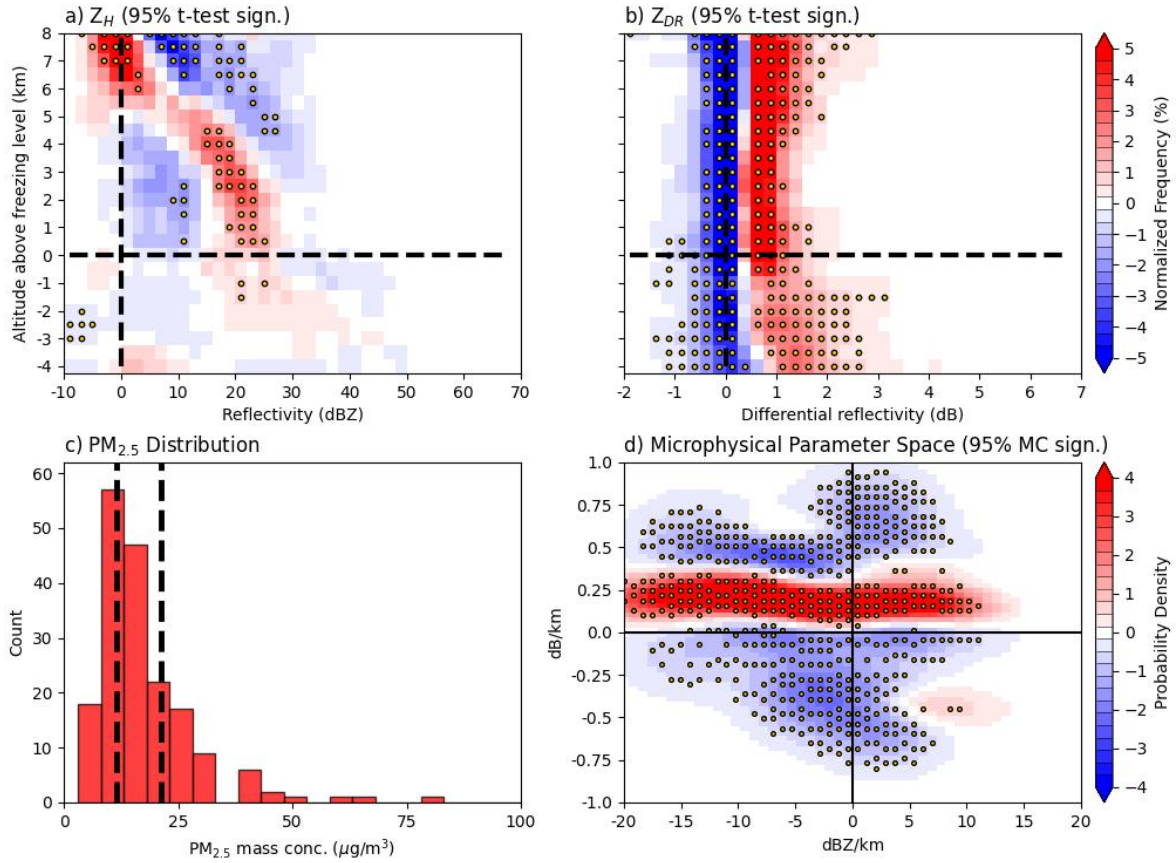 a) Z_H (95% t-test sign.)
8
7
6
5
4
3
2
1
0
-1
-2
-3
-4
Altitude above freezing level (km)
-10 0 10 20 30 40 50 60 70
Reflectivity (dBZ)
b) Z_DR (95% t-test sign.)
-2 -1 0 1 2 3 4 5 6 7
Differential reflectivity (dB)
5
4
3
2
1
0
−1
−2
−3
−4
−5
Normalized Frequency (%)
c) PM2.5 Distribution
60
50
40
30
20
10
0
Count
0 25 50 75 100
PM2.5 mass conc. (μg/m³)
d) Microphysical Parameter Space (95% MC sign.)
1.0
0.75
0.5
0.25
0.0
-0.25
-0.5
-0.75
-1.0
dB/km
-20 -15 -10 -5 0 5 10 15 20
dBZ/km
4
3
2
1
0
−1
−2
−3
−4
Probability Density